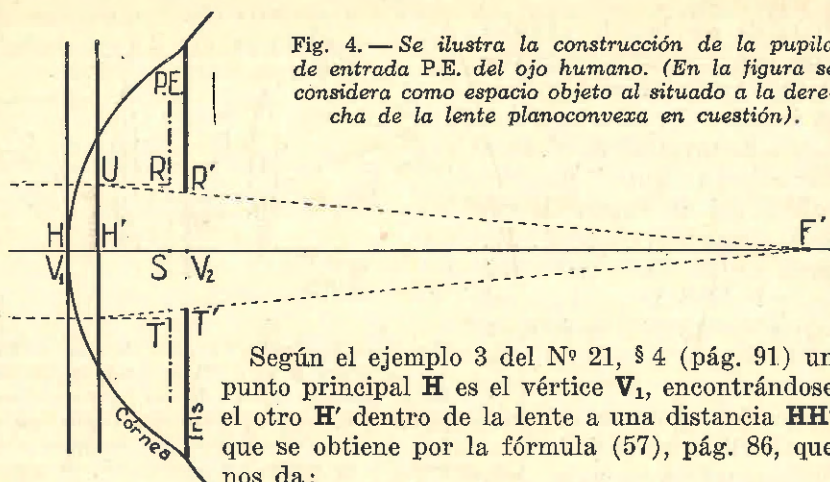 Fig. 4. — Se ilustra la construcción de la pupila
de entrada P.E. del ojo humano. (En la figura se
considera como espacio objeto al situado a la dere-
cha de la lente planoconvexa en cuestión).
P.E.
U R R'
H H' F'
V₁ S V₂
T T'
Córnea
Iris
Según el ejemplo 3 del Nº 21, § 4 (pág. 91) un
punto principal H es el vértice V₁, encontrándose
el otro H' dentro de la lente a una distancia HH'
que se obtiene por la fórmula (57), pág. 86, que
nos da: